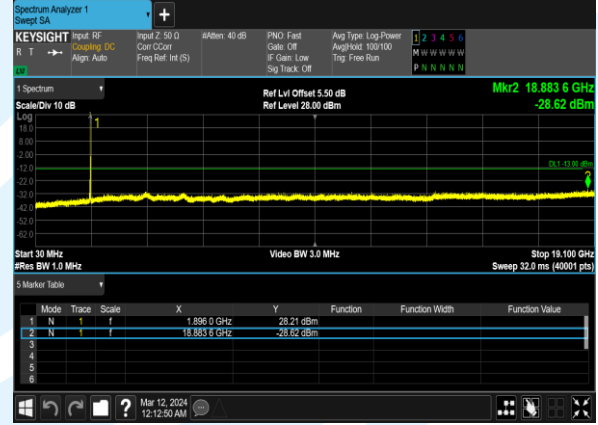 Spectrum Analyzer 1
Swept SA
+
KEYSIGHT Input: RF Input Z: 50 Ω #Atten: 40 dB PNO: Fast Avg Type: Log-Power 1 2 3 4 5 6
R T Coupling: DC Corr CCorr Gate: Off Avg|Hold: 100/100 M W W W W W
Align: Auto Freq Ref: Int (S) IF Gain: Low Trig: Free Run
Sig Track: Off P N N N N N
LXI
1 Spectrum Ref Lvl Offset 5.50 dB Mkr2 18.883 6 GHz
Scale/Div 10 dB Ref Level 28.00 dBm -28.62 dBm
Log
1
18.0
8.00
-2.00
-12.0 DL1 -13.00 dBm
-22.0 2
-32.0
-42.0
-52.0
-62.0
Start 30 MHz Video BW 3.0 MHz Stop 19.100 GHz
#Res BW 1.0 MHz Sweep 32.0 ms (40001 pts)
5 Marker Table
Mode Trace Scale X Y Function Function Width Function Value
1 N 1 f 1.896 0 GHz 28.21 dBm
2 N 1 f 18.883 6 GHz -28.62 dBm
3
4
5
6
? Mar 12, 2024
12:12:50 AM